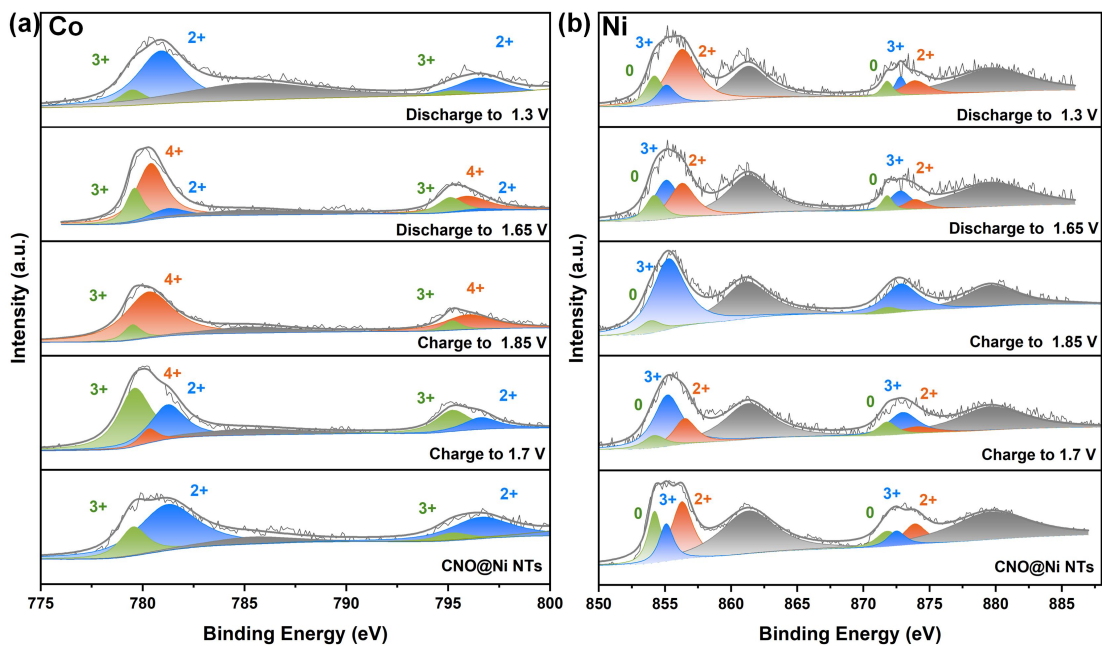 (a) Co
3+ 2+ 3+ 2+
Discharge to 1.3 V
3+ 4+ 2+ 3+ 4+ 2+
Discharge to 1.65 V
3+ 4+ 3+ 4+
Charge to 1.85 V
3+ 4+ 2+ 3+ 2+
Charge to 1.7 V
3+ 2+ 3+ 2+
CNO@Ni NTs
Intensity (a.u.)
775 780 785 790 795 800
Binding Energy (eV)
(b) Ni
0 3+ 2+ 0 3+ 2+
Discharge to 1.3 V
0 3+ 2+ 0 3+ 2+
Discharge to 1.65 V
0 3+
Charge to 1.85 V
0 3+ 2+ 0 3+ 2+
Charge to 1.7 V
0 3+ 2+ 0 3+ 2+
CNO@Ni NTs
Intensity (a.u.)
850 855 860 865 870 875 880 885
Binding Energy (eV)